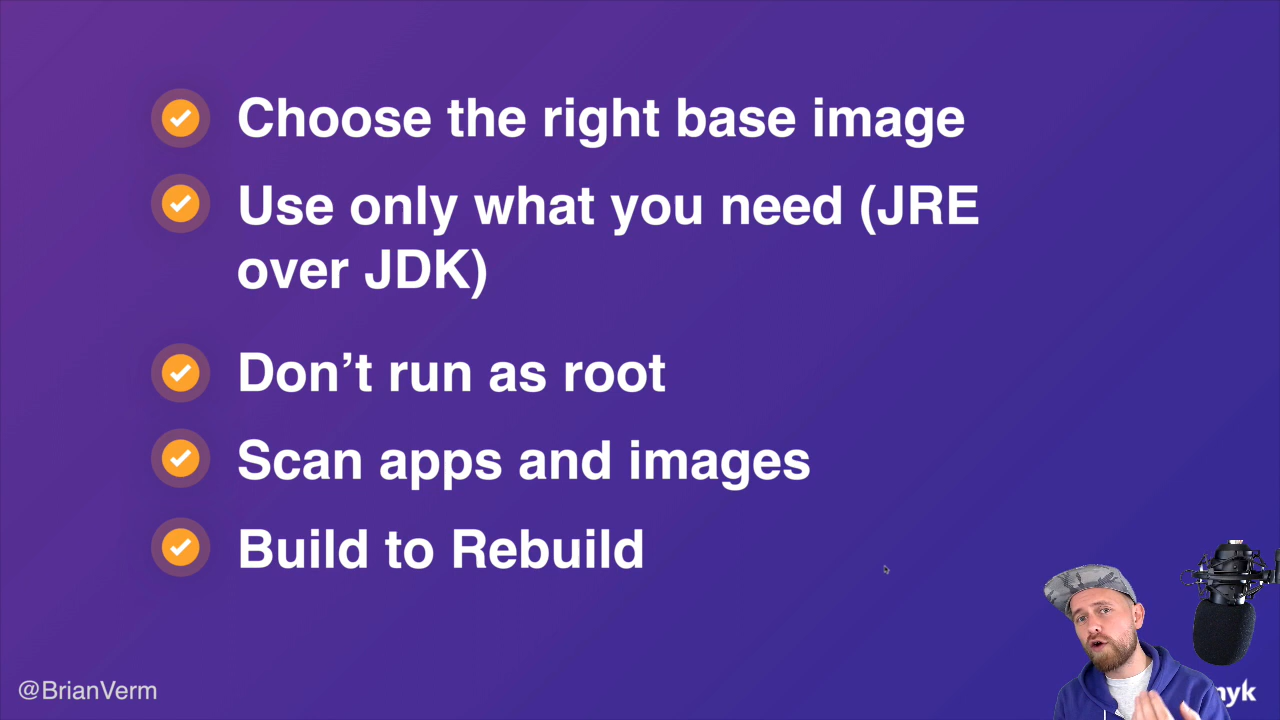 Choose the right base image
Use only what you need (JRE
over JDK)
Don’t run as root
Scan apps and images
Build to Rebuild
@BrianVerm